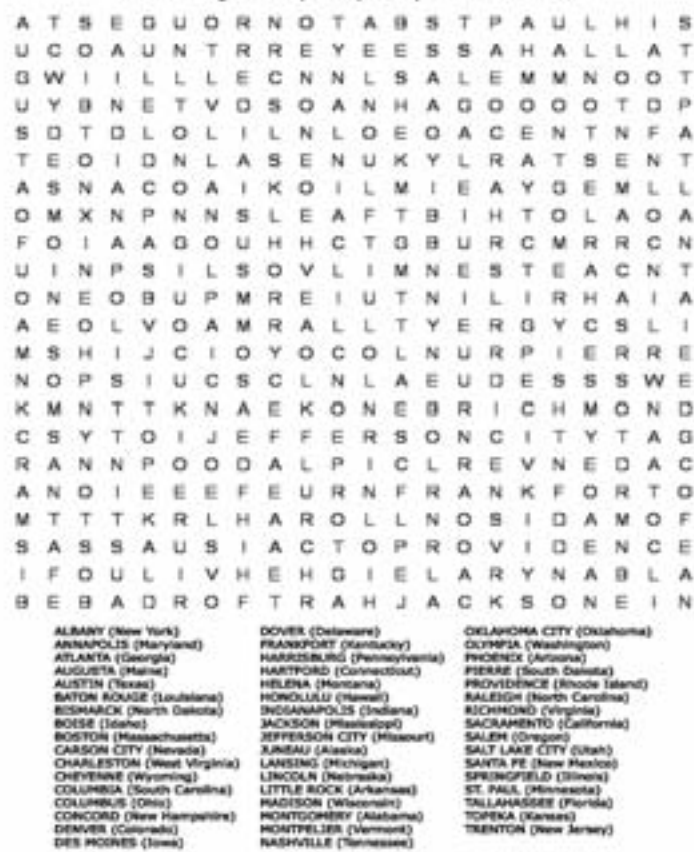 A T S E G U O R N O T A B S T P A U L H I S
U C O A U N T R R E Y E E S S A H A L L A T
G W I I L L L E C N N L S A L E M M N O O T
U Y B N E T V D S O A N H A G O O O O T D P
S D T D L O L I L N L O E O A C E N T N F A
T E O I D N L A S E N U K Y L R A T S E N T
A S N A C O A I K O I L M I E A Y G E M L L
O M X N P N N S L E A F T B I H T O L A O A
F O I A A G O U H H C T G B U R C M R R C N
U I N P S I L S O V L I M N E S T E A C N T
O N E O B U P M R E I U T N I L I R H A I A
A E O L V O A M R A L L T Y E R G Y C S L I
M S H I J C I O Y O C O L N U R P I E R R E
N O P S I U C S C L N L A E U D E S S S W E
K M N T T K N A E K O N E B R I C H M O N D
C S Y T O I J E F F E R S O N C I T Y T A G
R A N N P O O D A L P I C L R E V N E D A C
A N D I E E E F E U R N F R A N K F O R T O
M T T T K R L H A R O L L N O S I D A M O F
S A S S A U S I A C T O P R O V I D E N C E
I F O U L I V H E H G I E L A R Y N A B L A
B E B A D R O F T R A H J A C K S O N E I N
ALBANY (New York)
ANNAPOLIS (Maryland)
ATLANTA (Georgia)
AUGUSTA (Maine)
AUSTIN (Texas)
BATON ROUGE (Louisiana)
BISMARCK (North Dakota)
BOISE (Idaho)
BOSTON (Massachusetts)
CARSON CITY (Nevada)
CHARLESTON (West Virginia)
CHEYENNE (Wyoming)
COLUMBIA (South Carolina)
COLUMBUS (Ohio)
CONCORD (New Hampshire)
DENVER (Colorado)
DES MOINES (Iowa)
DOVER (Delaware)
FRANKFORT (Kentucky)
HARRISBURG (Pennsylvania)
HARTFORD (Connecticut)
HELENA (Montana)
HONOLULU (Hawaii)
INDIANAPOLIS (Indiana)
JACKSON (Mississippi)
JEFFERSON CITY (Missouri)
JUNEAU (Alaska)
LANSING (Michigan)
LINCOLN (Nebraska)
LITTLE ROCK (Arkansas)
MADISON (Wisconsin)
MONTGOMERY (Alabama)
MONTPELIER (Vermont)
NASHVILLE (Tennessee)
OKLAHOMA CITY (Oklahoma)
OLYMPIA (Washington)
PHOENIX (Arizona)
PIERRE (South Dakota)
PROVIDENCE (Rhode Island)
RALEIGH (North Carolina)
RICHMOND (Virginia)
SACRAMENTO (California)
SALEM (Oregon)
SALT LAKE CITY (Utah)
SANTA FE (New Mexico)
SPRINGFIELD (Illinois)
ST. PAUL (Minnesota)
TALLAHASSEE (Florida)
TOPEKA (Kansas)
TRENTON (New Jersey)